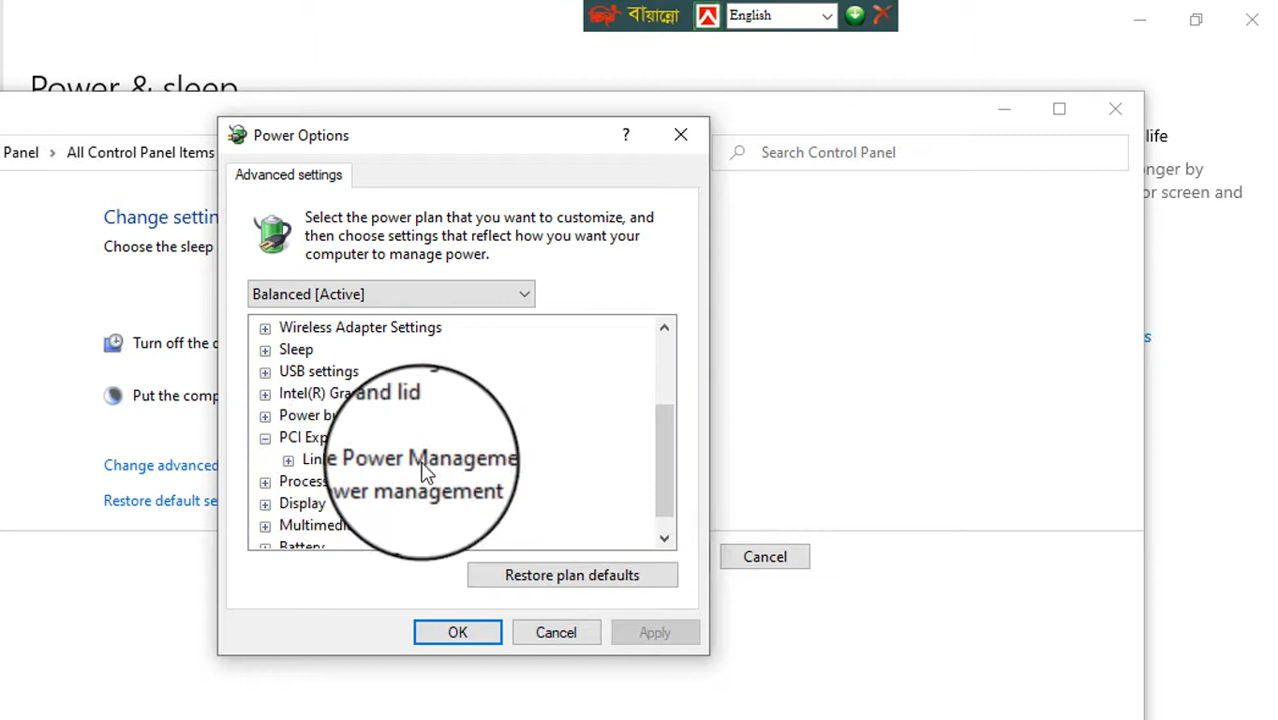 বায়ান্নো
English
Power & sleep
Panel > All Control Panel Items
Search Control Panel
Power Options
Advanced settings
Select the power plan that you want to customize, and
then choose settings that reflect how you want your
computer to manage power.
Balanced [Active]
Wireless Adapter Settings
Sleep
USB settings
Intel(R) Gra
Power bu
and lid
PCI Exp
Lin
e Power Manageme
Process
wer management
Display
Multimedi
Battery
Restore plan defaults
OK
Cancel
Apply
Change settin
Choose the sleep
Turn off the d
Put the comp
Change advanced
Restore default se
Cancel
life
nger by
or screen and
s